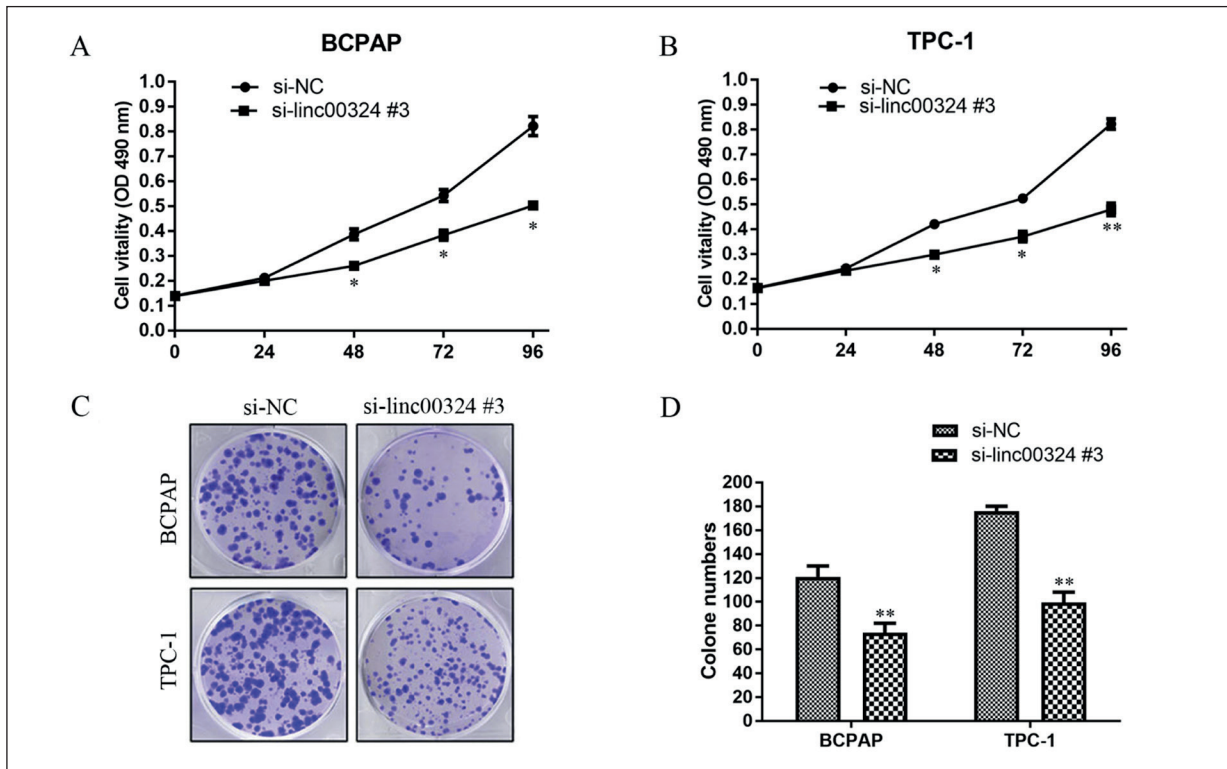 A
BCPAP
si-NC
si-linc00324 #3
Cell vitality (OD 490 nm)
1.0
0.9
0.8
0.7
0.6
0.5
0.4
0.3
0.2
0.1
0.0
* * *
0 24 48 72 96
B
TPC-1
si-NC
si-linc00324 #3
Cell vitality (OD 490 nm)
1.0
0.9
0.8
0.7
0.6
0.5
0.4
0.3
0.2
0.1
0.0
* * **
0 24 48 72 96
C
si-NC si-linc00324 #3
BCPAP
TPC-1
D
si-NC
si-linc00324 #3
Colone numbers
200
180
160
140
120
100
80
60
40
20
0
** **
BCPAP TPC-1